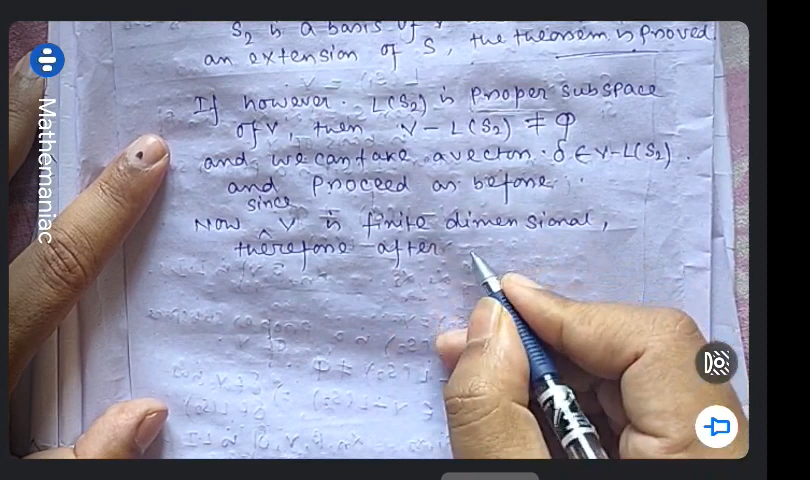 S₂ is a basis of V
an extension of S, the theorem is proved
If however L(S₂) is proper subspace
of V, then V - L(S₂) ≠ φ
and we can take a vector δ ∈ V - L(S₂).
and proceed as before.
since
Now ^ V is finite dimensional,
therefore after
Mathemaniac